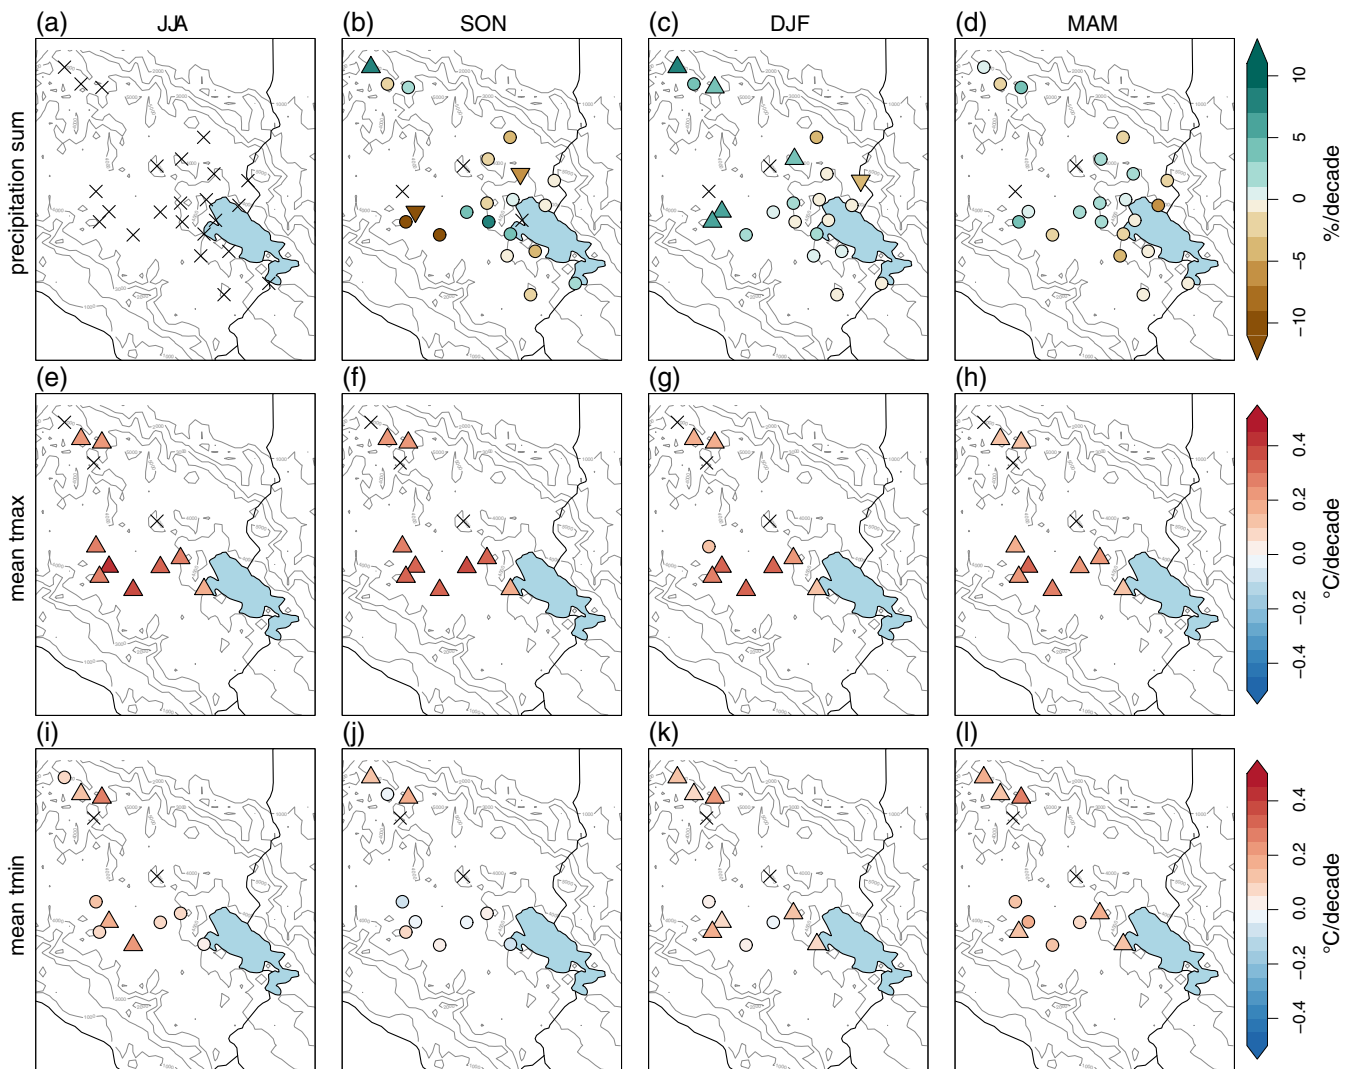 (a) JJA
(b) SON
(c) DJF
(d) MAM
precipitation sum
10
5
0
−5
−10
%/decade
(e)
(f)
(g)
(h)
mean tmax
0.4
0.2
0.0
−0.2
−0.4
°C/decade
(i)
(j)
(k)
(l)
mean tmin
0.4
0.2
0.0
−0.2
−0.4
°C/decade